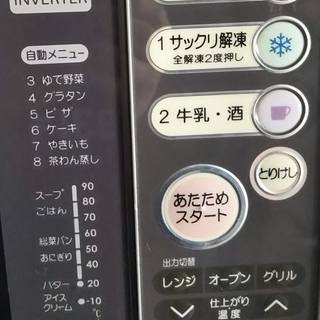 INVERTER
自動メニュー
3 ゆで野菜
4 グラタン
5 ピザ
6 ケーキ
7 やきいも
8 茶わん蒸し
スープ
ごはん
総菜パン
おにぎり
バター
アイス
クリーム
90
80
70
60
50
40
20
-10
℃
1 サックリ解凍
全解凍2度押し
2 牛乳・酒
とりけし
あたため
スタート
出力切替
レンジ オーブン グリル
仕上がり
温度